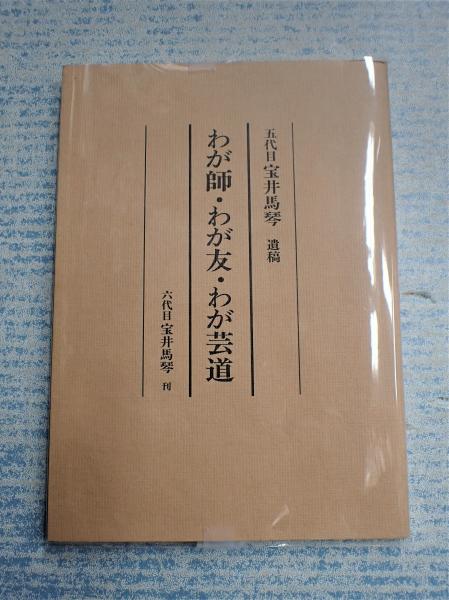 五代目 宝井馬琴 遺稿
わが師・わが友・わが芸道
六代目 宝井馬琴 刊